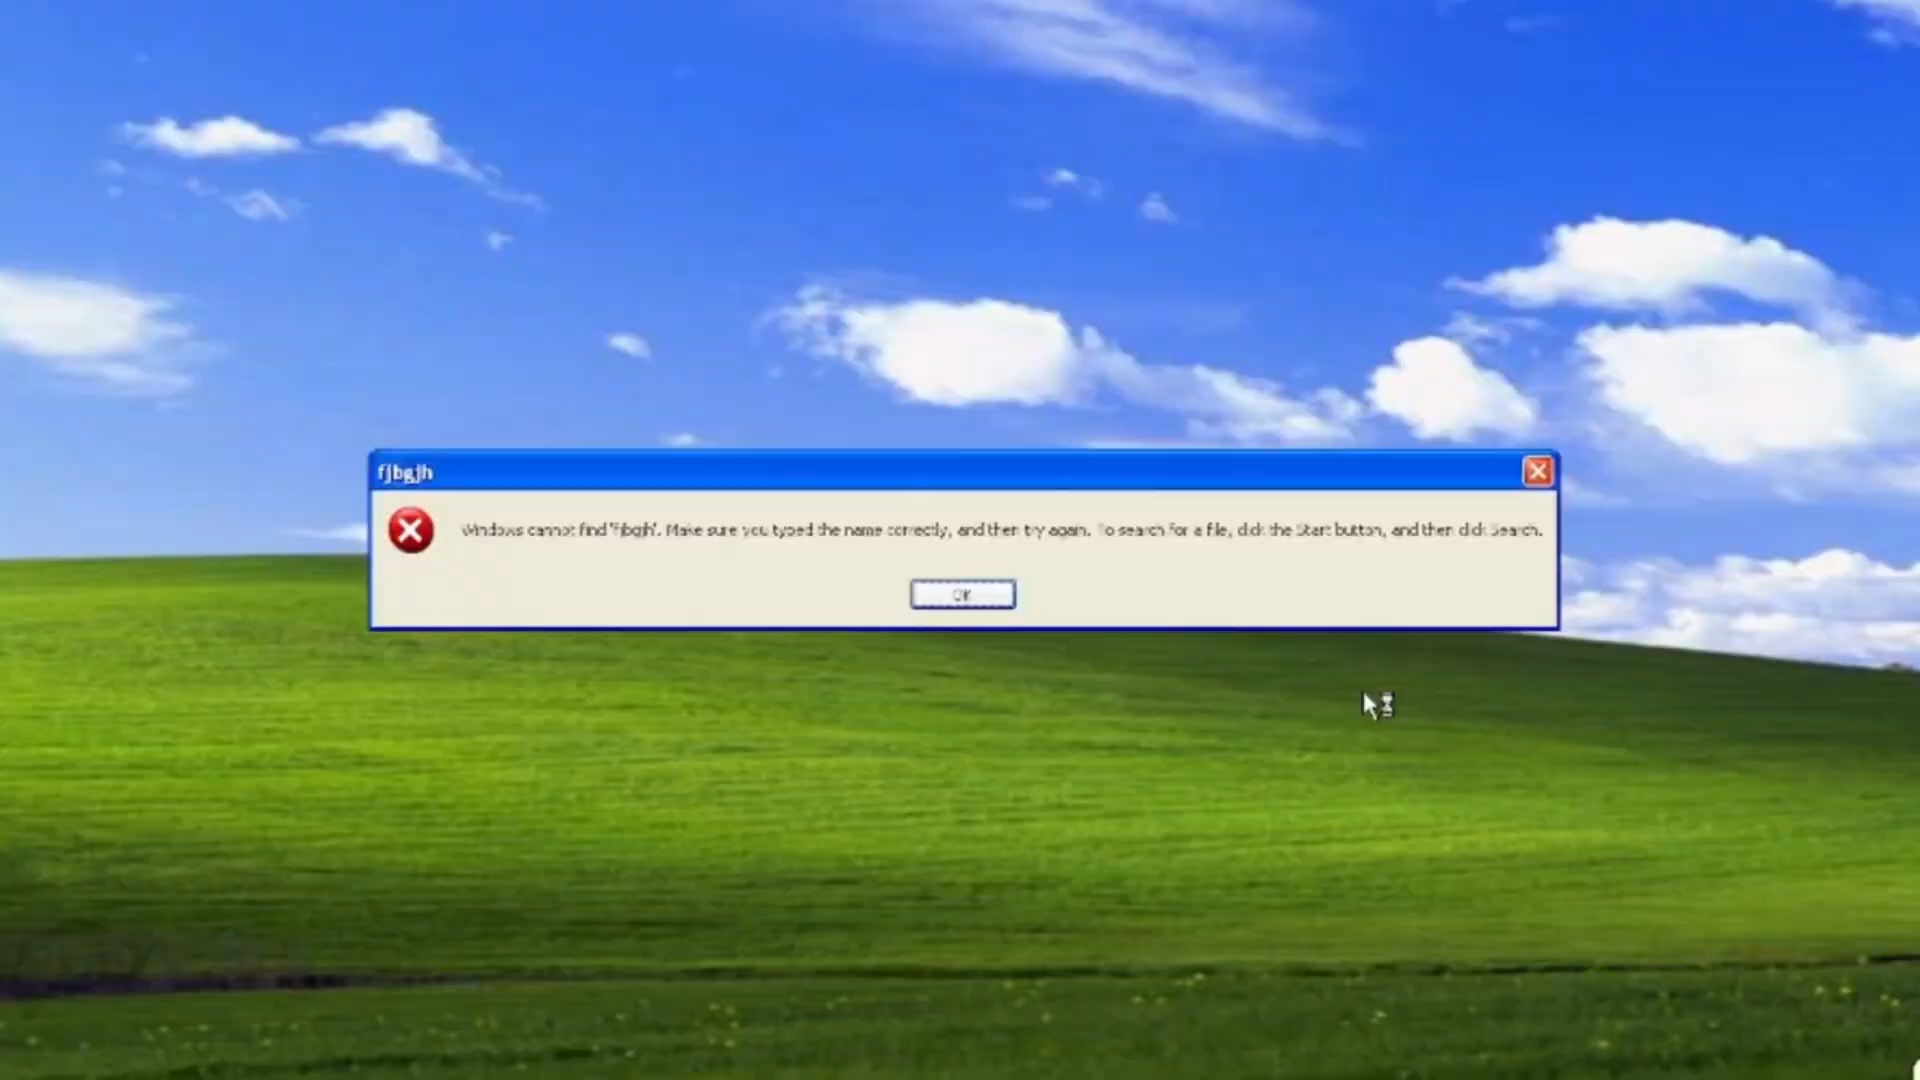 fjbgjh
Windows cannot find 'fjbgjh'. Make sure you typed the name correctly, and then try again. To search for a file, click the Start button, and then click Search.
OK